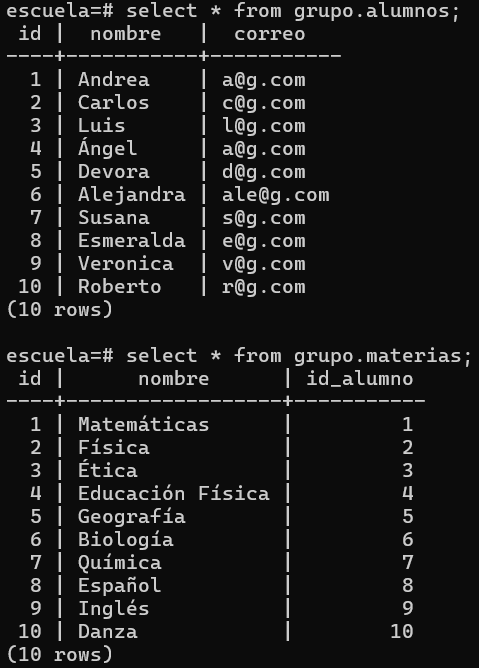 escuela=# select * from grupo.alumnos;
 id |  nombre   |  correo
----+-----------+-----------
  1 | Andrea    | a@g.com
  2 | Carlos    | c@g.com
  3 | Luis      | l@g.com
  4 | Ángel     | a@g.com
  5 | Devora    | d@g.com
  6 | Alejandra | ale@g.com
  7 | Susana    | s@g.com
  8 | Esmeralda | e@g.com
  9 | Veronica  | v@g.com
 10 | Roberto   | r@g.com
(10 rows)

escuela=# select * from grupo.materias;
 id |      nombre      | id_alumno
----+------------------+-----------
  1 | Matemáticas      |         1
  2 | Física           |         2
  3 | Ética            |         3
  4 | Educación Física |         4
  5 | Geografía        |         5
  6 | Biología         |         6
  7 | Química          |         7
  8 | Español          |         8
  9 | Inglés           |         9
 10 | Danza            |        10
(10 rows)